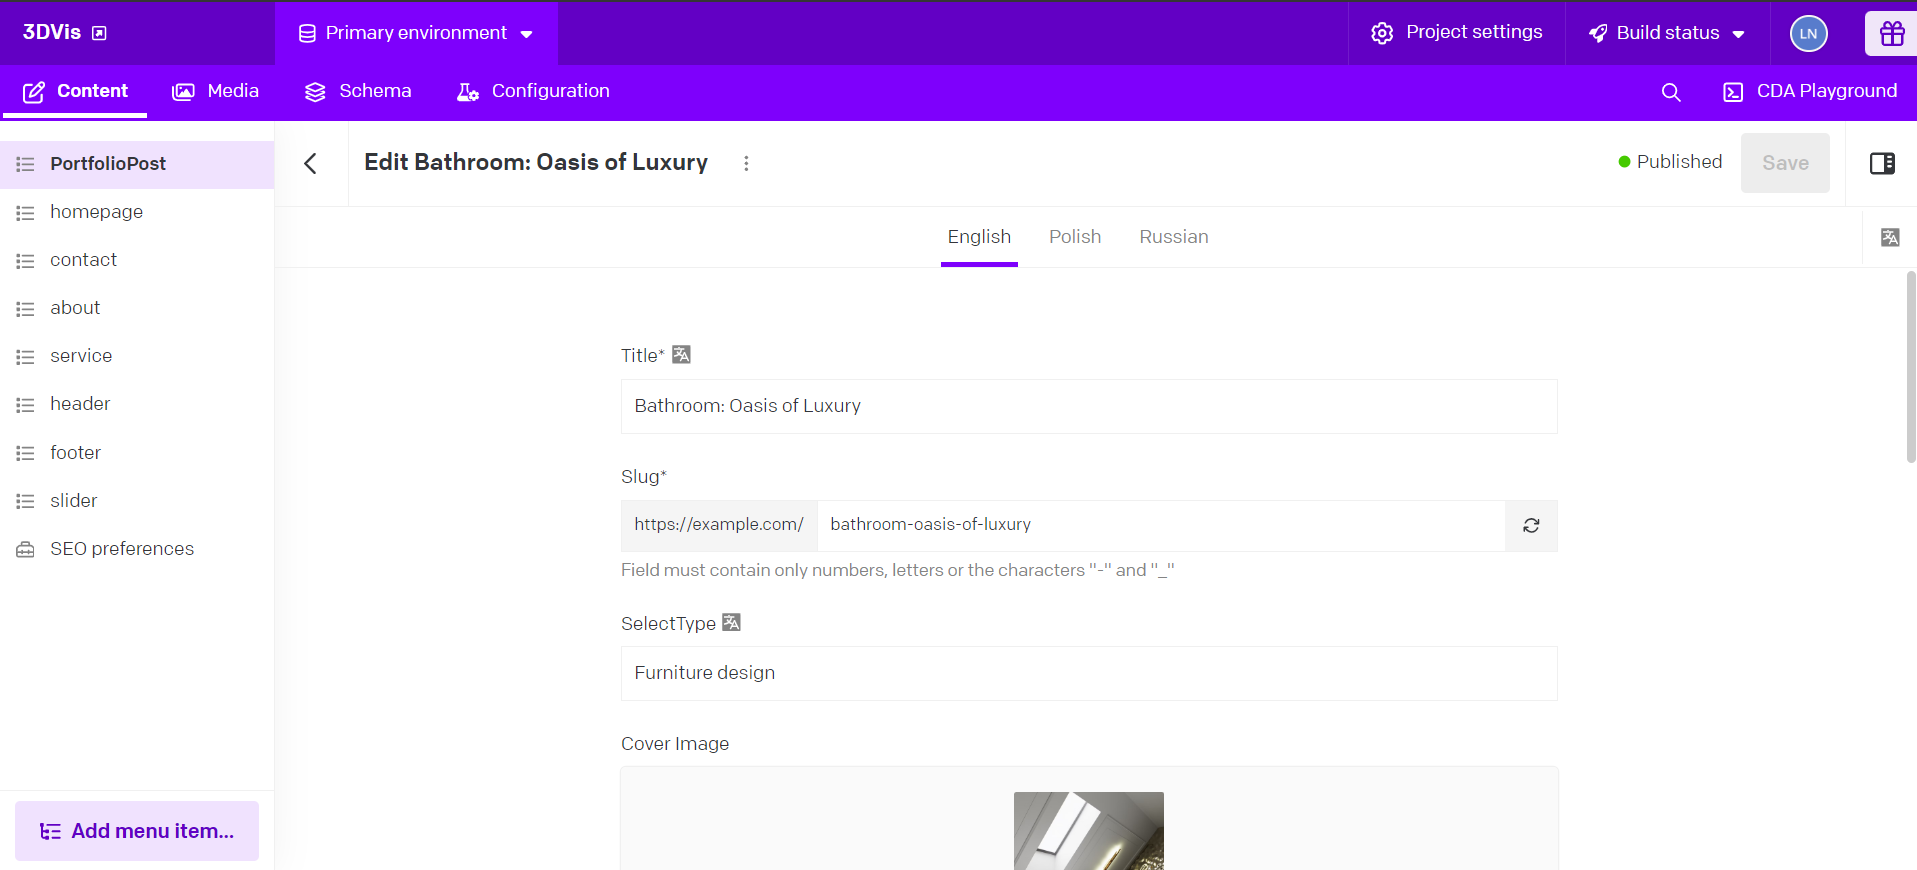 3DVis
Primary environment
Project settings
Build status
LN
Content
Media
Schema
Configuration
CDA Playground
PortfolioPost
homepage
contact
about
service
header
footer
slider
SEO preferences
Add menu item...
Edit Bathroom: Oasis of Luxury
Published
Save
English
Polish
Russian
Title*
Bathroom: Oasis of Luxury
Slug*
https://example.com/
bathroom-oasis-of-luxury
Field must contain only numbers, letters or the characters "-" and "_"
SelectType
Furniture design
Cover Image